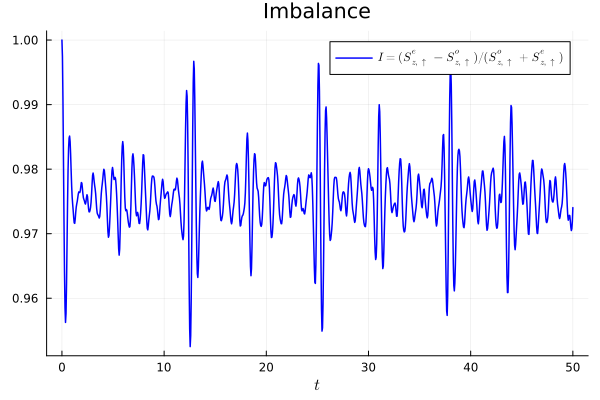 Imbalance
I = (S^e_{z,↑} − S^o_{z,↑})/(S^o_{z,↑} + S^e_{z,↑})
1.00
0.99
0.98
0.97
0.96
0 10 20 30 40 50
t